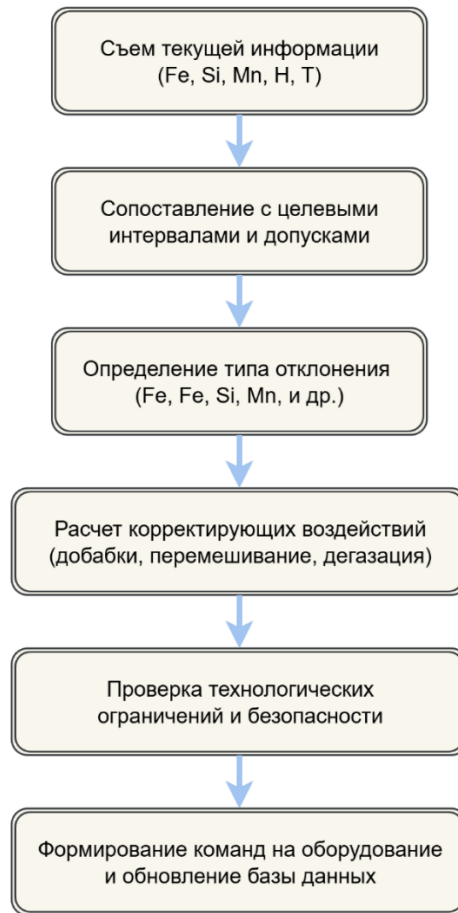 Съем текущей информации
(Fe, Si, Mn, H, T)
Сопоставление с целевыми
интервалами и допусками
Определение типа отклонения
(Fe, Fe, Si, Mn, и др.)
Расчет корректирующих воздействий
(добабки, перемешивание, дегазация)
Проверка технологических
ограничений и безопасности
Формирование команд на оборудование
и обновление базы данных